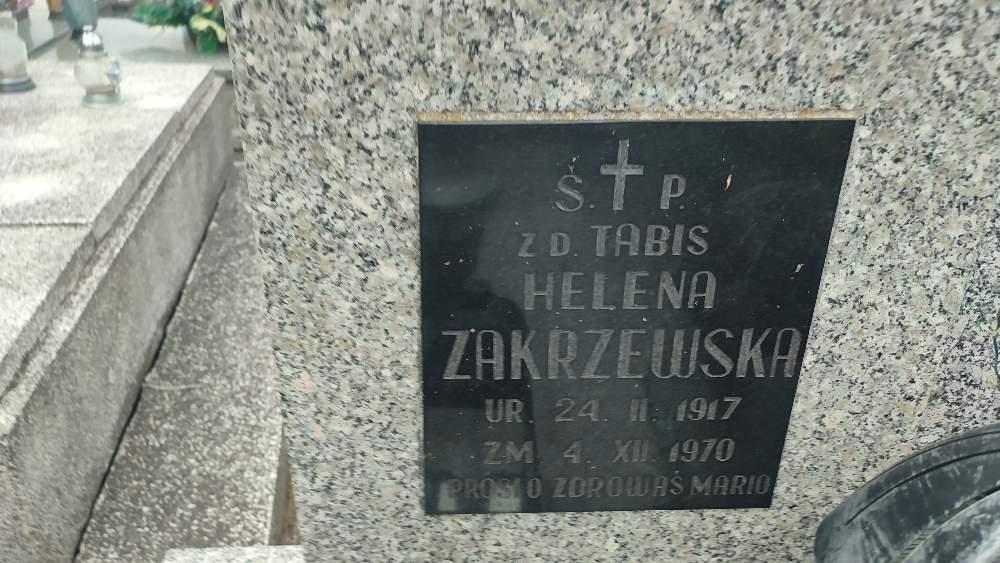 Ś. P.
Z D. TABIS
HELENA
ZAKRZEWSKA
UR. 24. II. 1917
ZM. 4. XII. 1970
PROSI O ZDROWAŚ MARIO